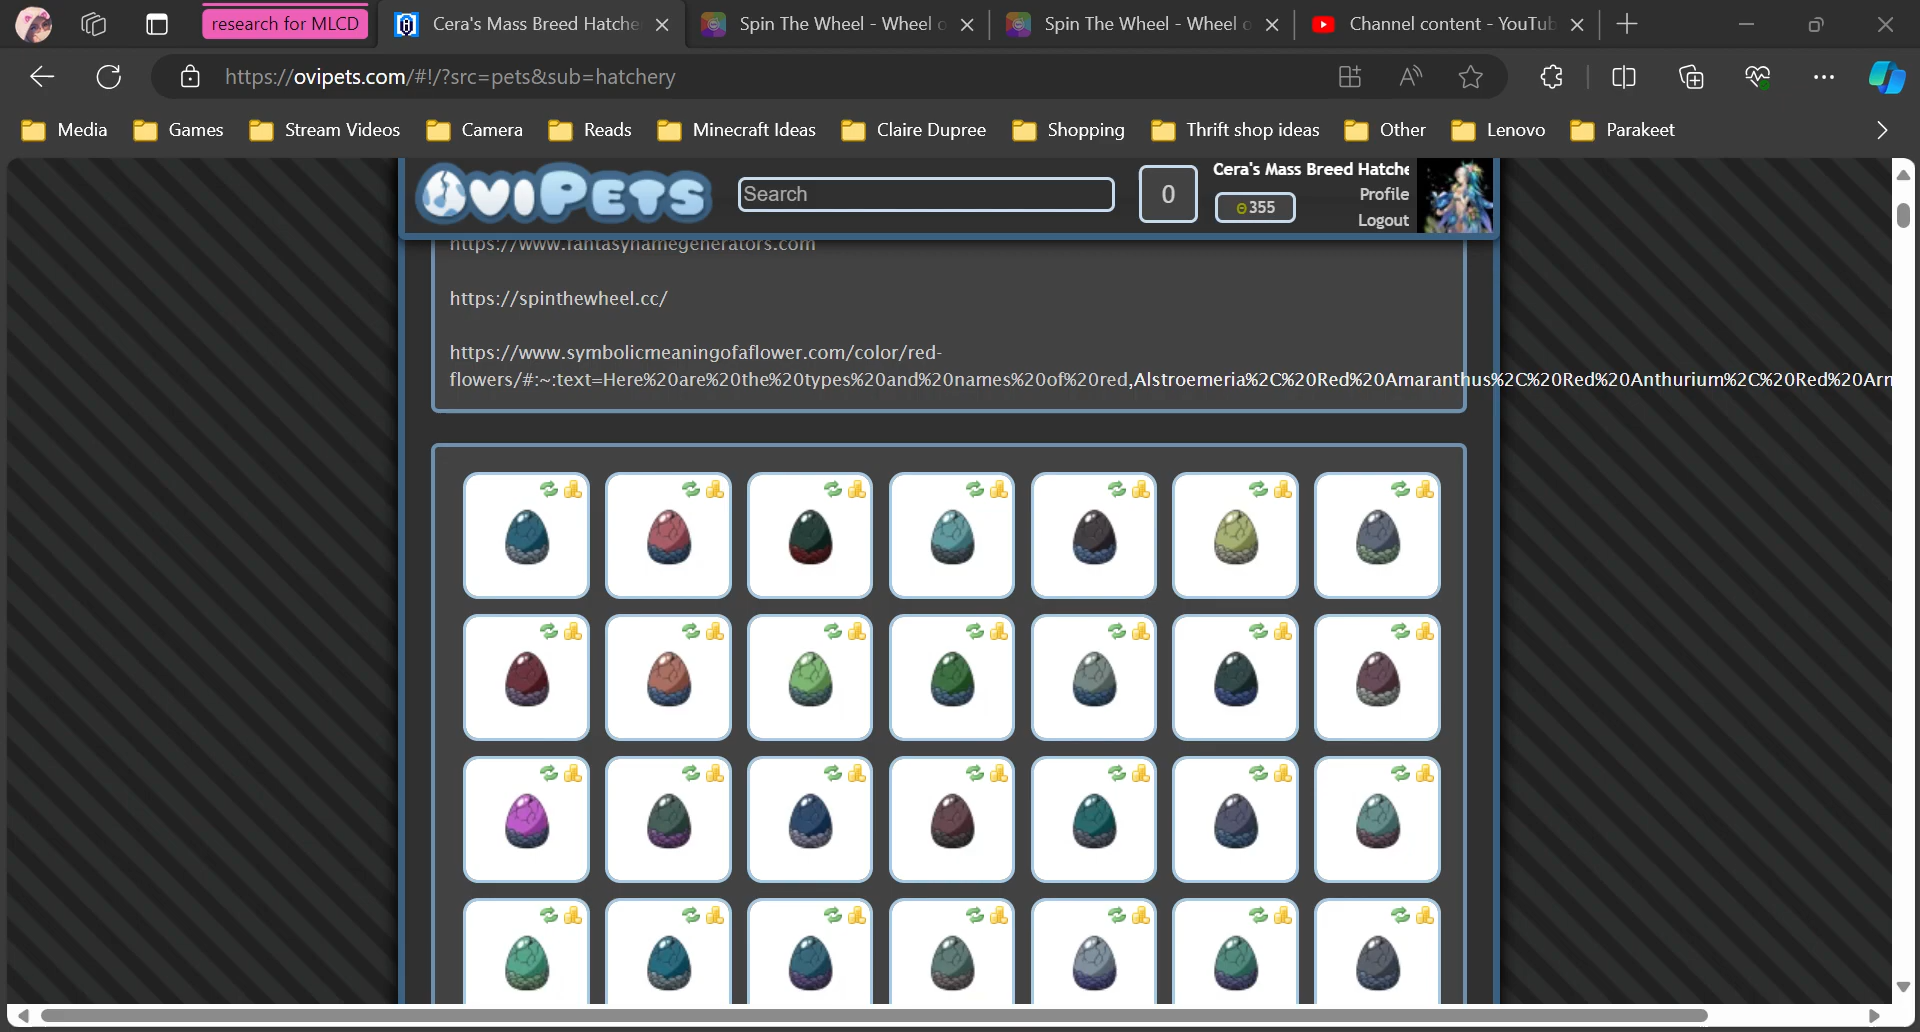 research for MLCD
Cera's Mass Breed Hatche
Spin The Wheel - Wheel o
Spin The Wheel - Wheel o
Channel content - YouTub
https://ovipets.com/#!/?src=pets&sub=hatchery
Media
Games
Stream Videos
Camera
Reads
Minecraft Ideas
Claire Dupree
Shopping
Thrift shop ideas
Other
Lenovo
Parakeet
OviPets
Search
0
Cera's Mass Breed Hatche
355
Profile
Logout
https://www.fantasynamegenerators.com
https://spinthewheel.cc/
https://www.symbolicmeaningofaflower.com/color/red-
flowers/#:~:text=Here%20are%20the%20types%20and%20names%20of%20red,Alstroemeria%2C%20Red%20Amaranthus%2C%20Red%20Anthurium%2C%20Red%20Arn